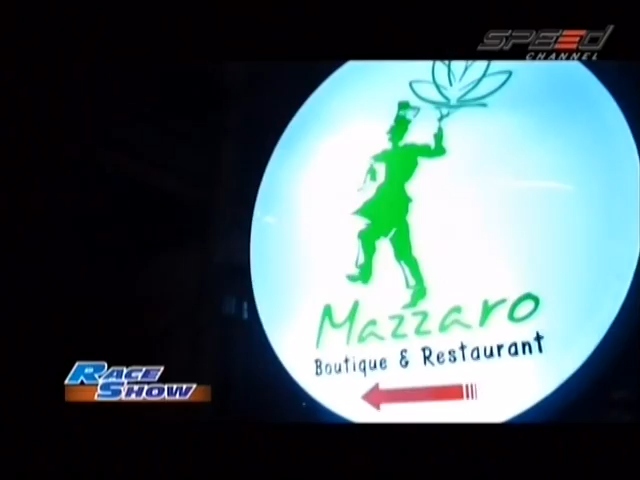 SPEED
CHANNEL
Mazzaro
Boutique & Restaurant
RACE
SHOW